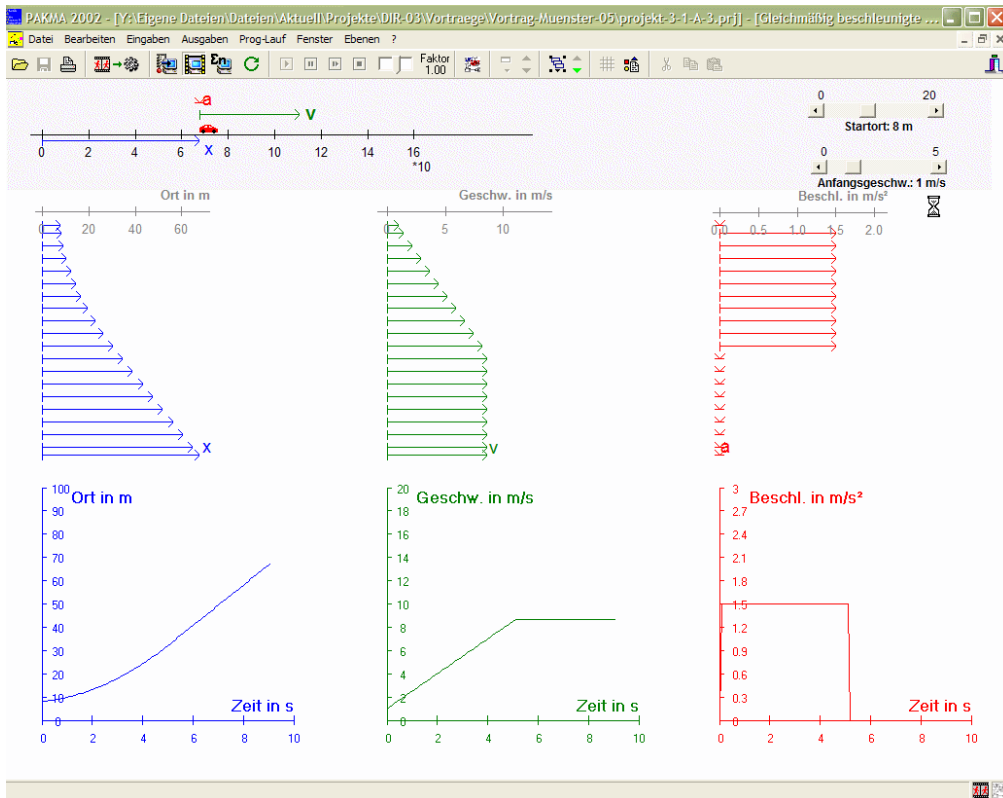 PAKMA 2002 - [Y:\Eigene Dateien\Dateien\Aktuell\Projekte\DIR-03\Vortraege\Vortrag-Muenster-05\projekt-3-1-A-3.prj] - [Gleichmäßig beschleunigte ...
Datei Bearbeiten Eingaben Ausgaben Prog-Lauf Fenster Ebenen ?
Faktor
1.00
a
v
x
0 2 4 6 8 10 12 14 16
*10
0 20
Startort: 8 m
0 5
Anfangsgeschw.: 1 m/s
Ort in m
0 20 40 60
x
Geschw. in m/s
0 5 10
v
Beschl. in m/s²
0.0 0.5 1.0 1.5 2.0
a
100
90
80
70
60
50
40
30
20
10
0
Ort in m
Zeit in s
0 2 4 6 8 10
20
18
16
14
12
10
8
6
4
2
0
Geschw. in m/s
Zeit in s
0 2 4 6 8 10
3
2.7
2.4
2.1
1.8
1.5
1.2
0.9
0.6
0.3
0
Beschl. in m/s²
Zeit in s
0 2 4 6 8 10